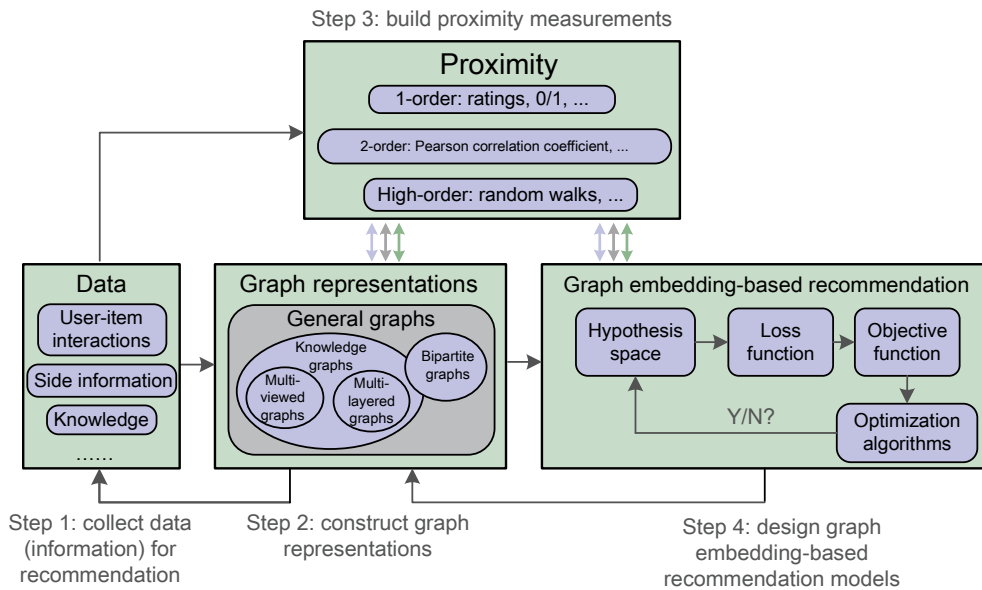 Step 3: build proximity measurements
Proximity
1-order: ratings, 0/1, ...
2-order: Pearson correlation coefficient, ...
High-order: random walks, ...
Data
User-item
interactions
Side information
Knowledge
......
Graph representations
General graphs
Knowledge
graphs
Bipartite
graphs
Multi-
viewed
graphs
Multi-
layered
graphs
Graph embedding-based recommendation
Hypothesis
space
Loss
function
Objective
function
Y/N?
Optimization
algorithms
Step 1: collect data
(information) for
recommendation
Step 2: construct graph
representations
Step 4: design graph
embedding-based
recommendation models